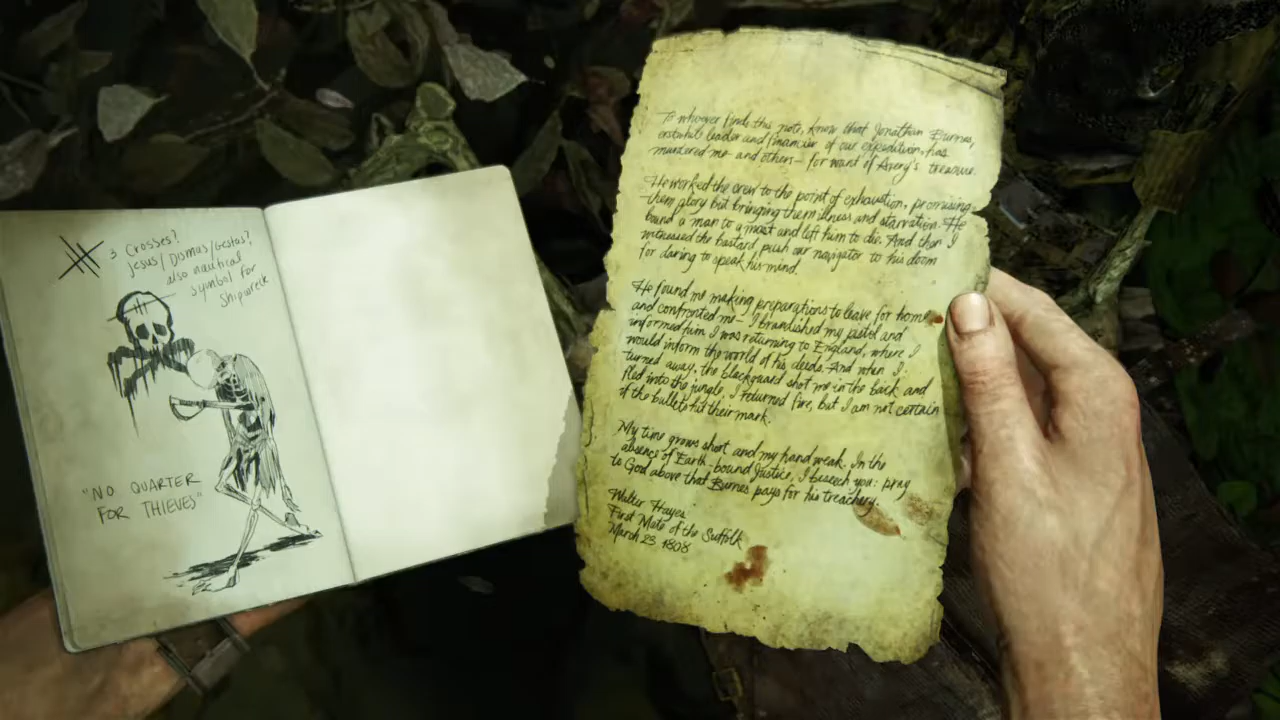 3 Crosses?
Jesus/Dismas/Gestas?
also nautical
symbol for
Shipwreck
"NO QUARTER
FOR THIEVES"
To whoever finds this note, know that Jonathan Burnes,
erstwhile leader and financier of our expedition, has
murdered me- and others- for want of Avery's treasure.
He worked the crew to the point of exhaustion, promising
them glory but bringing them illness and starvation. He
bound a man to a mast and left him to die. And then I
witnessed the bastard push our navigator to his doom
for daring to speak his mind.
He found me making preparations to leave for home
and confronted me- I brandished my pistol and
informed him I was returning to England, where I
would inform the world of his deeds. And when I
turned away, the blackguard shot me in the back and
fled into the jungle. I returned fire, but I am not certain
if the bullets hit their mark.
My time grows short and my hand weak. In the
absence of Earth-bound justice, I beseech you: pray
to God above that Burnes pays for his treachery.
Walter Hayes
First Mate of the Suffolk
March 23 1808